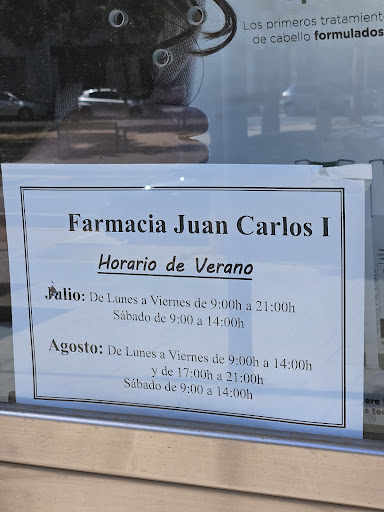 Los primeros tratamient
de cabello formulados
Farmacia Juan Carlos I
Horario de Verano
Julio: De Lunes a Viernes de 9:00h a 21:00h
Sábado de 9:00 a 14:00h
Agosto: De Lunes a Viernes de 9:00h a 14:00h
y de 17:00h a 21:00h
Sábado de 9:00 a 14:00h